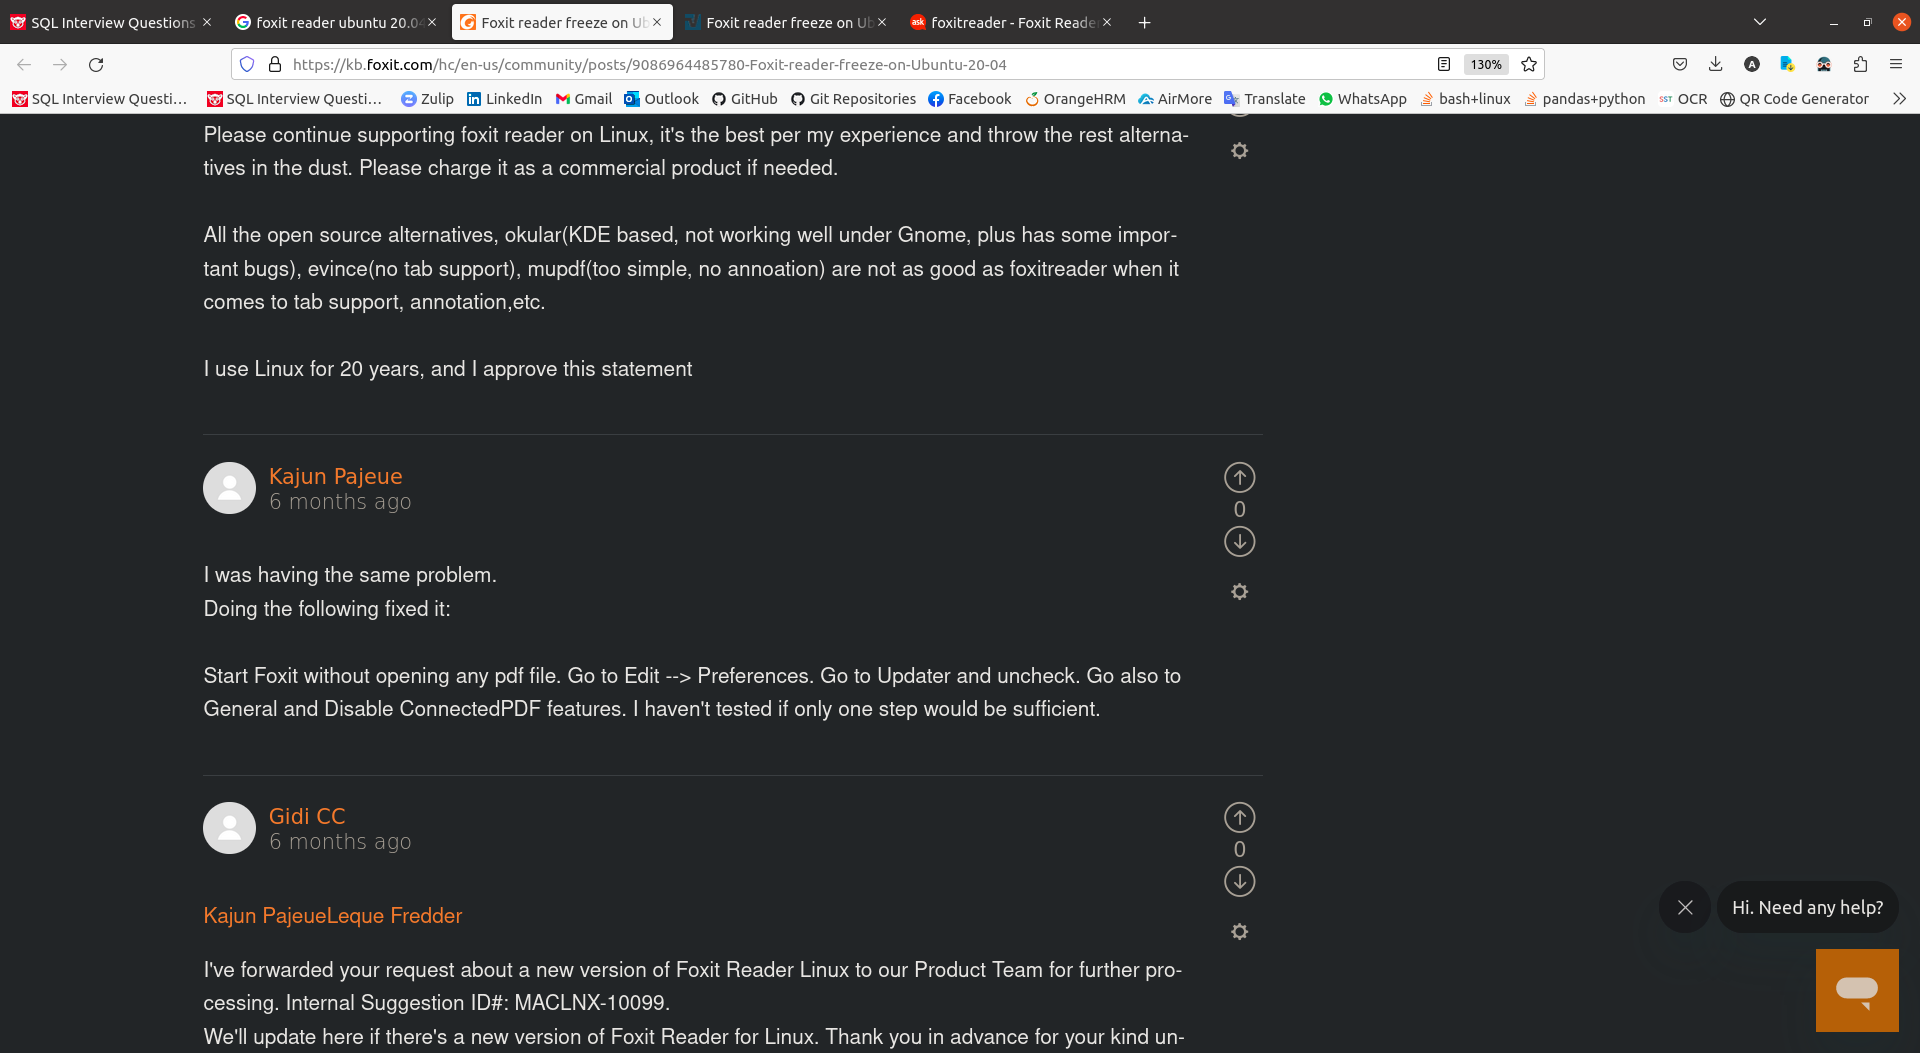 SQL Interview Questions
foxit reader ubuntu 20.04
Foxit reader freeze on Ub
Foxit reader freeze on Ub
foxitreader - Foxit Reade
https://kb.foxit.com/hc/en-us/community/posts/9086964485780-Foxit-reader-freeze-on-Ubuntu-20-04
130%
SQL Interview Questi...
SQL Interview Questi...
Zulip
LinkedIn
Gmail
Outlook
GitHub
Git Repositories
Facebook
OrangeHRM
AirMore
Translate
WhatsApp
bash+linux
pandas+python
OCR
QR Code Generator
Please continue supporting foxit reader on Linux, it's the best per my experience and throw the rest alterna-
tives in the dust. Please charge it as a commercial product if needed.
All the open source alternatives, okular(KDE based, not working well under Gnome, plus has some impor-
tant bugs), evince(no tab support), mupdf(too simple, no annoation) are not as good as foxitreader when it
comes to tab support, annotation,etc.
I use Linux for 20 years, and I approve this statement
Kajun Pajeue
6 months ago
0
I was having the same problem.
Doing the following fixed it:
Start Foxit without opening any pdf file. Go to Edit --> Preferences. Go to Updater and uncheck. Go also to
General and Disable ConnectedPDF features. I haven't tested if only one step would be sufficient.
Gidi CC
6 months ago
0
Kajun PajeueLeque Fredder
I've forwarded your request about a new version of Foxit Reader Linux to our Product Team for further pro-
cessing. Internal Suggestion ID#: MACLNX-10099.
We'll update here if there's a new version of Foxit Reader for Linux. Thank you in advance for your kind un-
Hi. Need any help?